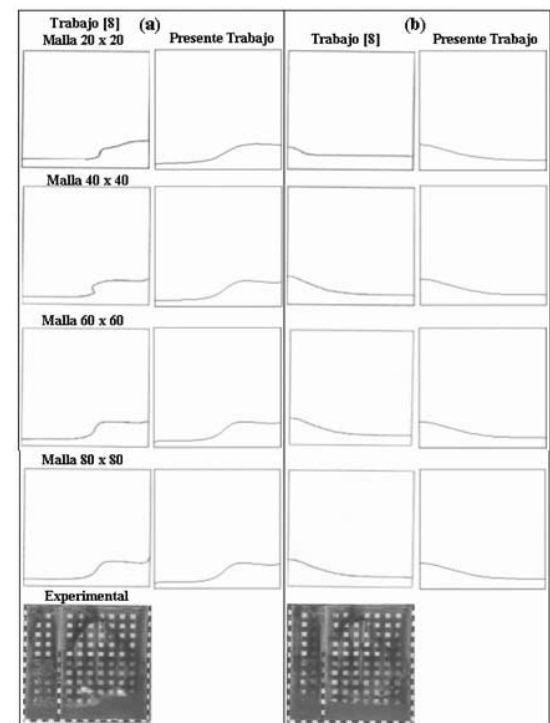 Trabajo [8] (a)
Malla 20 x 20 Presente Trabajo
(b)
Trabajo [8] Presente Trabajo
Malla 40 x 40
Malla 60 x 60
Malla 80 x 80
Experimental